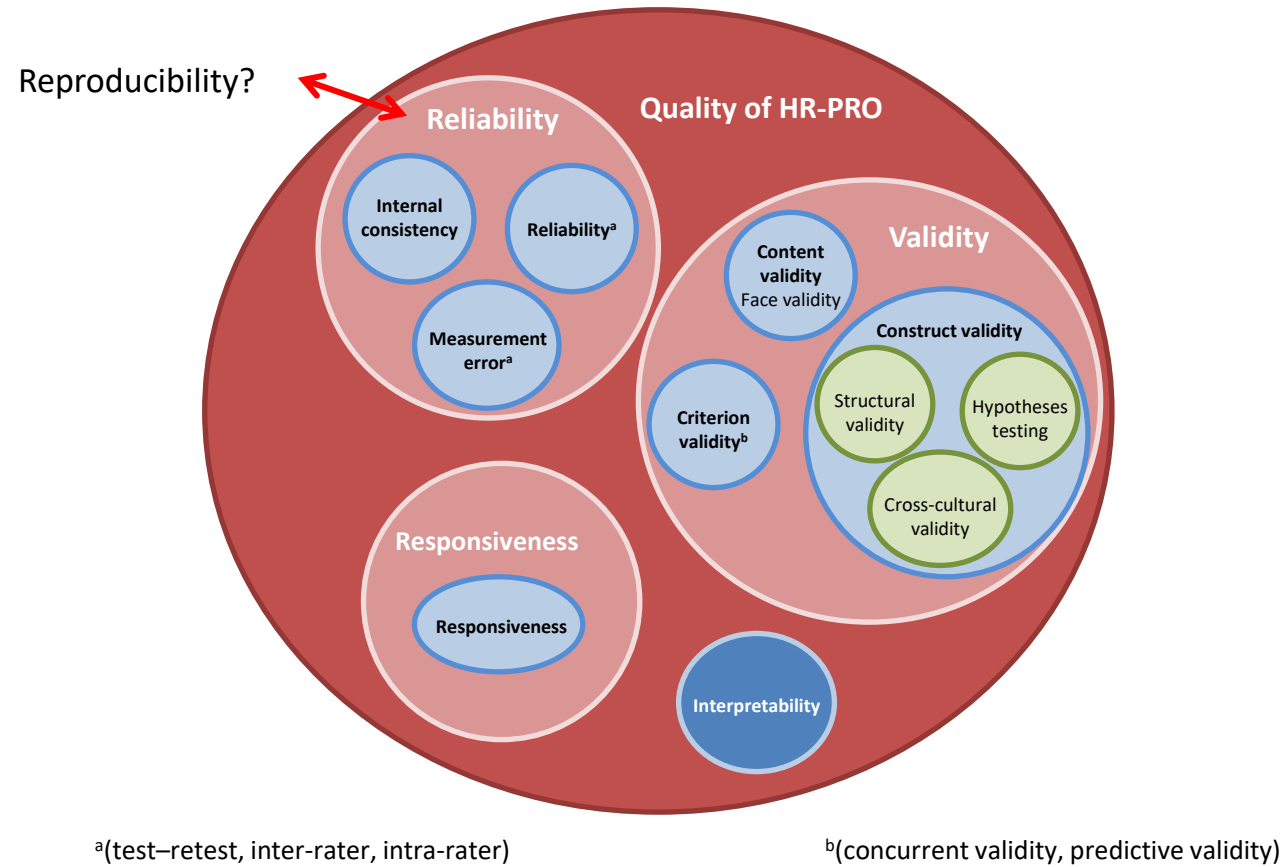 Reproducibility?
Quality of HR-PRO
Reliability
Internal
consistency
Reliabilityᵃ
Measurement
errorᵃ
Validity
Content
validity
Face validity
Construct validity
Structural
validity
Hypotheses
testing
Cross-cultural
validity
Criterion
validityᵇ
Responsiveness
Responsiveness
Interpretability
ᵃ(test–retest, inter-rater, intra-rater)
ᵇ(concurrent validity, predictive validity)